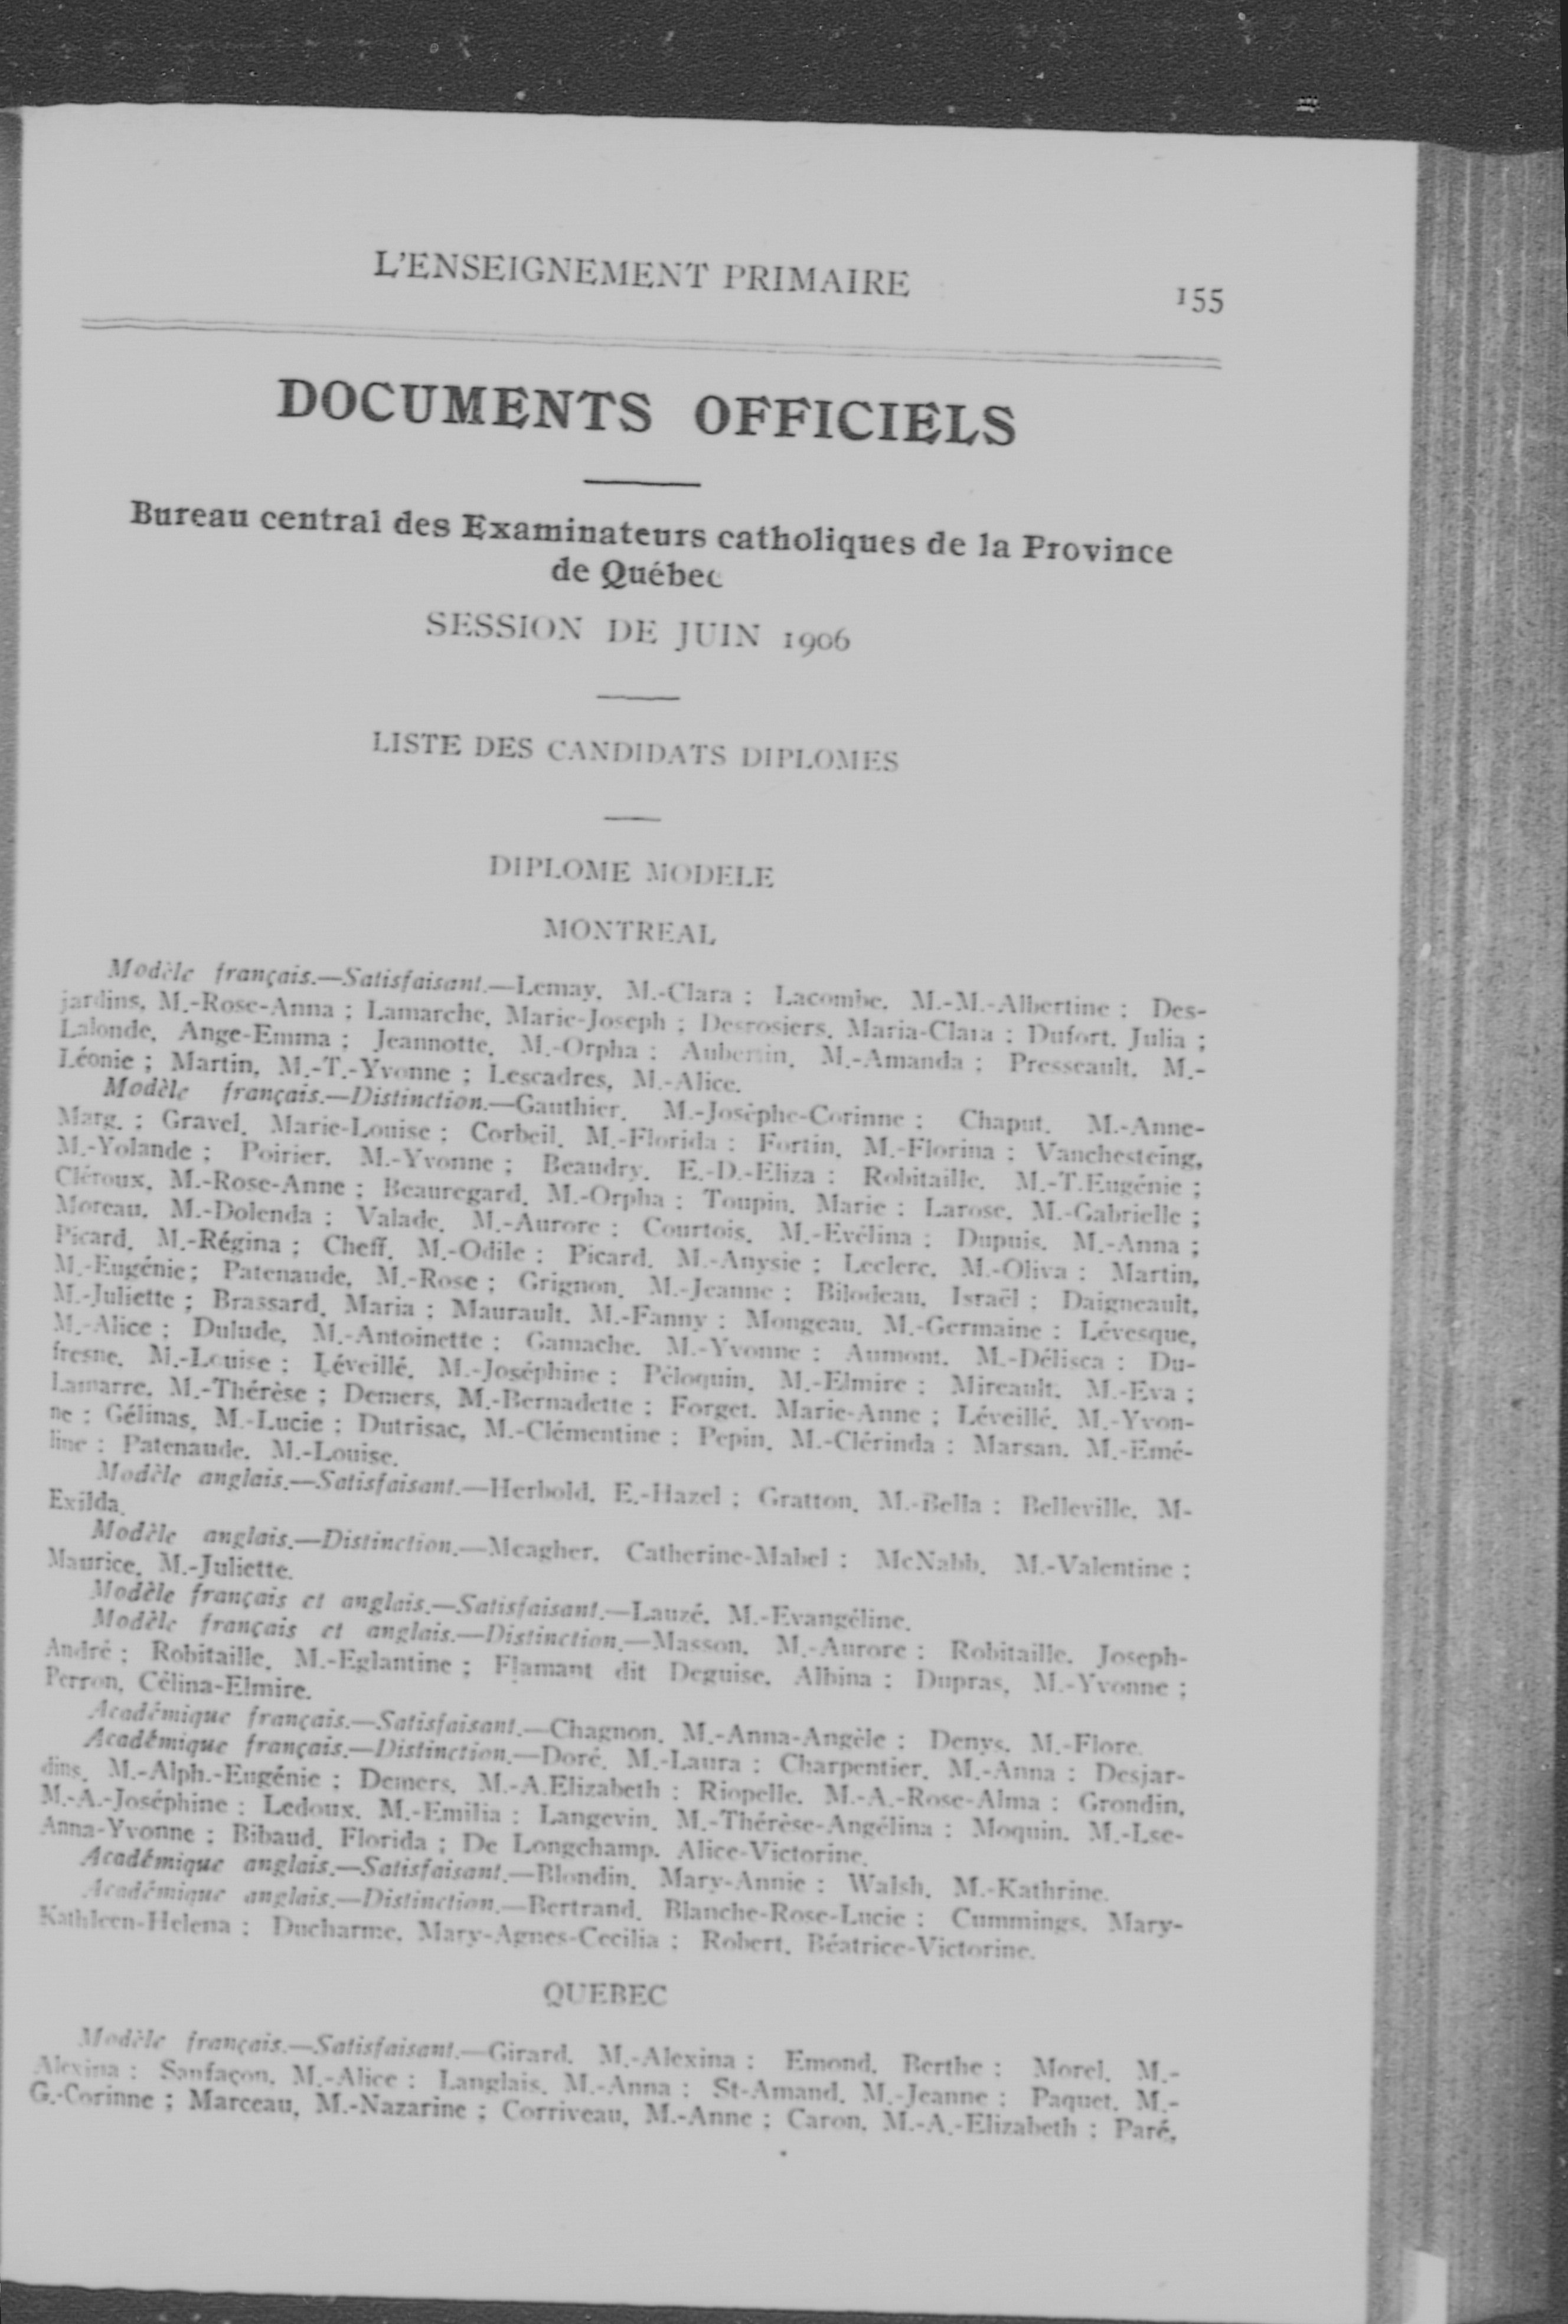 L'ENSEIGNEMENT PRIMAIRE 155
DOCUMENTS OFFICIELS
Bureau central des Examinateurs catholiques de la Province
de Québec
SESSION DE JUIN 1906
LISTE DES CANDIDATS DIPLOMES
DIPLOME MODELE
MONTREAL
Modèle français.—Satisfaisant.—Lemay, M.-Clara ; Lacombe, M.-M.-Albertine ; Des-
jardins, M.-Rose-Anna ; Lamarche, Marie-Joseph ; Desrosiers, Maria-Clara ; Dufort, Julia ;
Lalonde, Ange-Emma ; Jeannotte, M.-Orpha ; Aubertin, M.-Amanda ; Presseault, M.-
Léonie ; Martin, M.-T.-Yvonne ; Lescadres, M.-Alice.
Modèle français.—Distinction.—Gauthier, M.-Josèphe-Corinne ; Chaput, M.-Anne-
Marg. ; Gravel, Marie-Louise ; Corbeil, M.-Florida ; Fortin, M.-Florina ; Vanchesteing,
M.-Yolande ; Poirier, M.-Yvonne ; Beaudry, E.-D.-Eliza ; Robitaille, M.-T.Eugénie ;
Cléroux, M.-Rose-Anne ; Beauregard, M.-Orpha ; Toupin, Marie ; Larose, M.-Gabrielle ;
Moreau, M.-Dolenda ; Valade, M.-Aurore ; Courtois, M.-Evélina ; Dupuis, M.-Anna ;
Picard, M.-Régina ; Cheff, M.-Odile ; Picard, M.-Anysie ; Leclerc, M.-Oliva ; Martin,
M.-Eugénie ; Patenaude, M.-Rose ; Grignon, M.-Jeanne ; Bilodeau, Israël ; Daigneault,
M.-Juliette ; Brassard, Maria ; Maurault, M.-Fanny ; Mongeau, M.-Germaine ; Lévesque,
M.-Alice ; Dulude, M.-Antoinette ; Gamache, M.-Yvonne ; Aumont, M.-Délisca ; Du-
fresne, M.-Louise ; Léveillé, M.-Joséphine ; Péloquin, M.-Elmire ; Mireault, M.-Eva ;
Lamarre, M.-Thérèse ; Demers, M.-Bernadette ; Forget, Marie-Anne ; Léveillé, M.-Yvon-
ne ; Gélinas, M.-Lucie ; Dutrisac, M.-Clémentine ; Pepin, M.-Clérinda ; Marsan, M.-Emé-
line ; Patenaude, M.-Louise.
Modèle anglais.—Satisfaisant.—Herbold, E.-Hazel ; Gratton, M.-Bella ; Belleville, M-
Exilda.
Modèle anglais.—Distinction.—Meagher, Catherine-Mabel ; McNabb, M.-Valentine ;
Maurice, M.-Juliette.
Modèle français et anglais.—Satisfaisant.—Lauzé, M.-Evangéline.
Modèle français et anglais.—Distinction.—Masson, M.-Aurore ; Robitaille, Joseph-
André ; Robitaille, M.-Eglantine ; Flamant dit Deguise, Albina ; Dupras, M.-Yvonne ;
Perron, Célina-Elmire.
Académique français.—Satisfaisant.—Chagnon, M.-Anna-Angèle ; Denys, M.-Flore.
Académique français.—Distinction.—Doré, M.-Laura ; Charpentier, M.-Anna ; Desjar-
dins, M.-Alph.-Eugénie ; Demers, M.-A.Elizabeth ; Riopelle, M.-A.-Rose-Alma ; Grondin,
M.-A.-Joséphine ; Ledoux, M.-Emilia ; Langevin, M.-Thérèse-Angélina ; Moquin, M.-Lse-
Anna-Yvonne ; Bibaud, Florida ; De Longchamp, Alice-Victorine.
Académique anglais.—Satisfaisant.—Blondin, Mary-Annie ; Walsh, M.-Kathrine.
Académique anglais.—Distinction.—Bertrand, Blanche-Rose-Lucie ; Cummings, Mary-
Kathleen-Helena ; Ducharme, Mary-Agnes-Cecilia ; Robert, Béatrice-Victorine.
QUEBEC
Modèle français.—Satisfaisant.—Girard, M.-Alexina ; Emond, Berthe ; Morel, M.-
Alexina ; Sanfaçon, M.-Alice ; Langlais, M.-Anna ; St-Amand, M.-Jeanne ; Paquet, M.-
G.-Corinne ; Marceau, M.-Nazarine ; Corriveau, M.-Anne ; Caron, M.-A.-Elizabeth ; Paré,